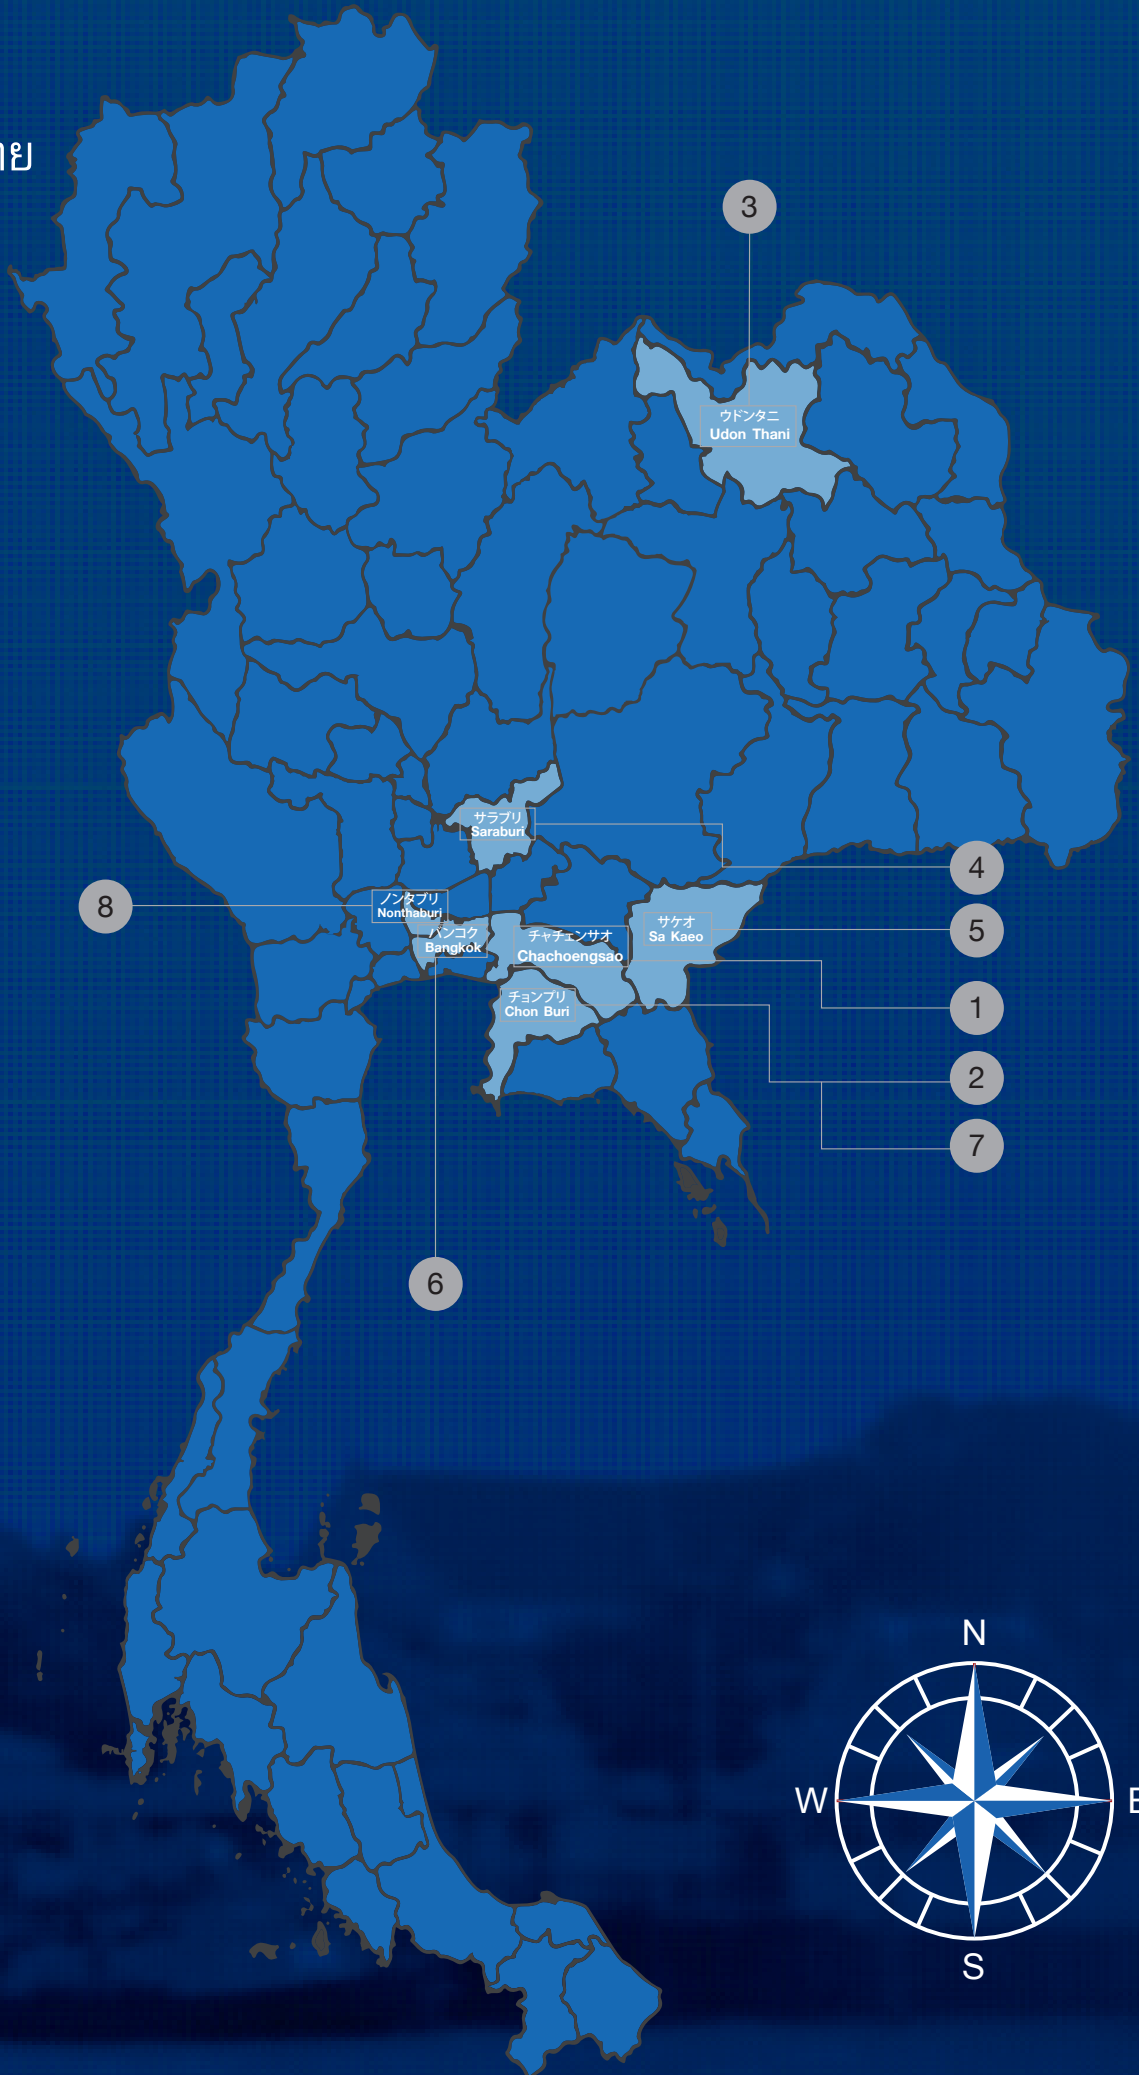 3
ウドンタニ
Udon Thani
サラブリ
Saraburi
4
8
ノンタブリ
Nonthaburi
バンコク
Bangkok
チャチェンサオ
Chachoengsao
サケオ
Sa Kaeo
5
チョンブリ
Chon Buri
1
2
7
6
N
W
E
S